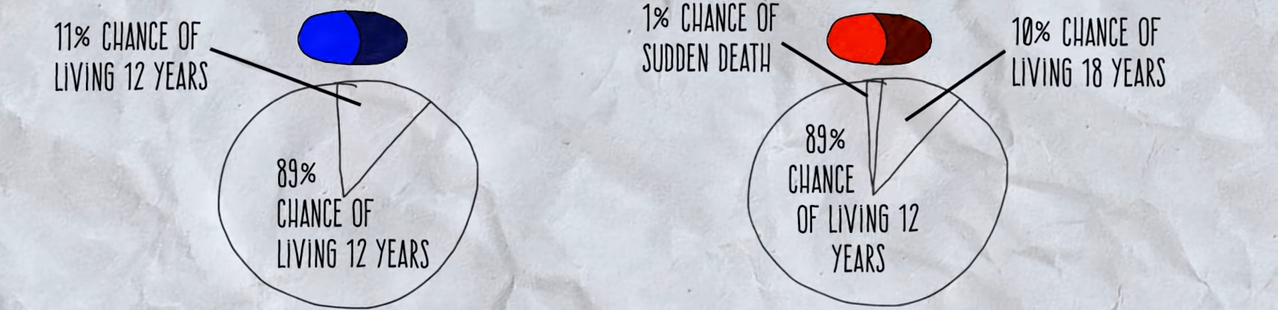 11% CHANCE OF
LIVING 12 YEARS
89%
CHANCE OF
LIVING 12 YEARS
1% CHANCE OF
SUDDEN DEATH
10% CHANCE OF
LIVING 18 YEARS
89%
CHANCE
OF LIVING 12
YEARS